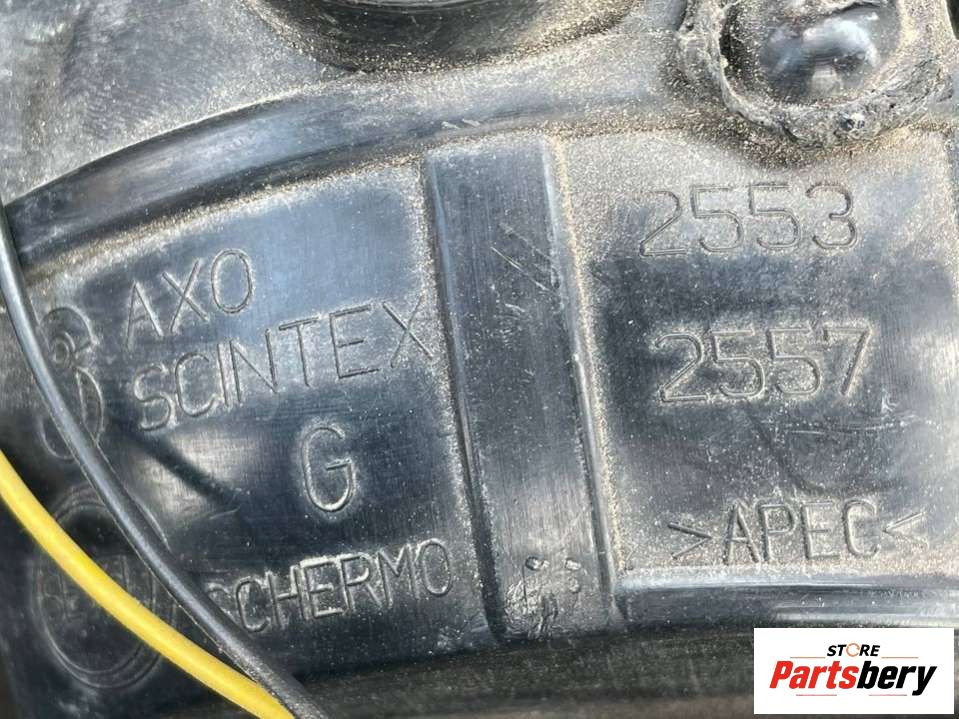 AXO
SCINTEX
G
SCHERMO
2553
2557
>APEC<
STORE
Partsbery